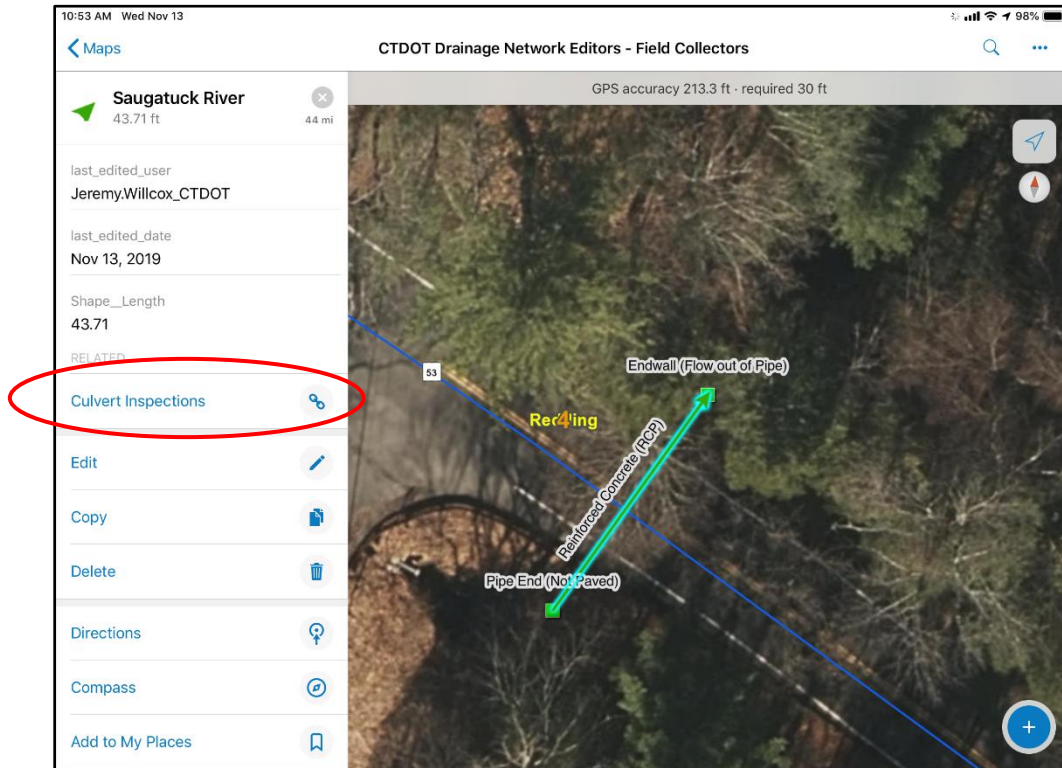 10:53 AM Wed Nov 13
98%
Maps
CTDOT Drainage Network Editors - Field Collectors
GPS accuracy 213.3 ft · required 30 ft
Saugatuck River
43.71 ft
44 mi
last_edited_user
Jeremy.Willcox_CTDOT
last_edited_date
Nov 13, 2019
Shape__Length
43.71
RELATED
Culvert Inspections
Edit
Copy
Delete
Directions
Compass
Add to My Places
53
Endwall (Flow out of Pipe)
4
Reinforced Concrete (RCP)
Pipe End (Not Paved)